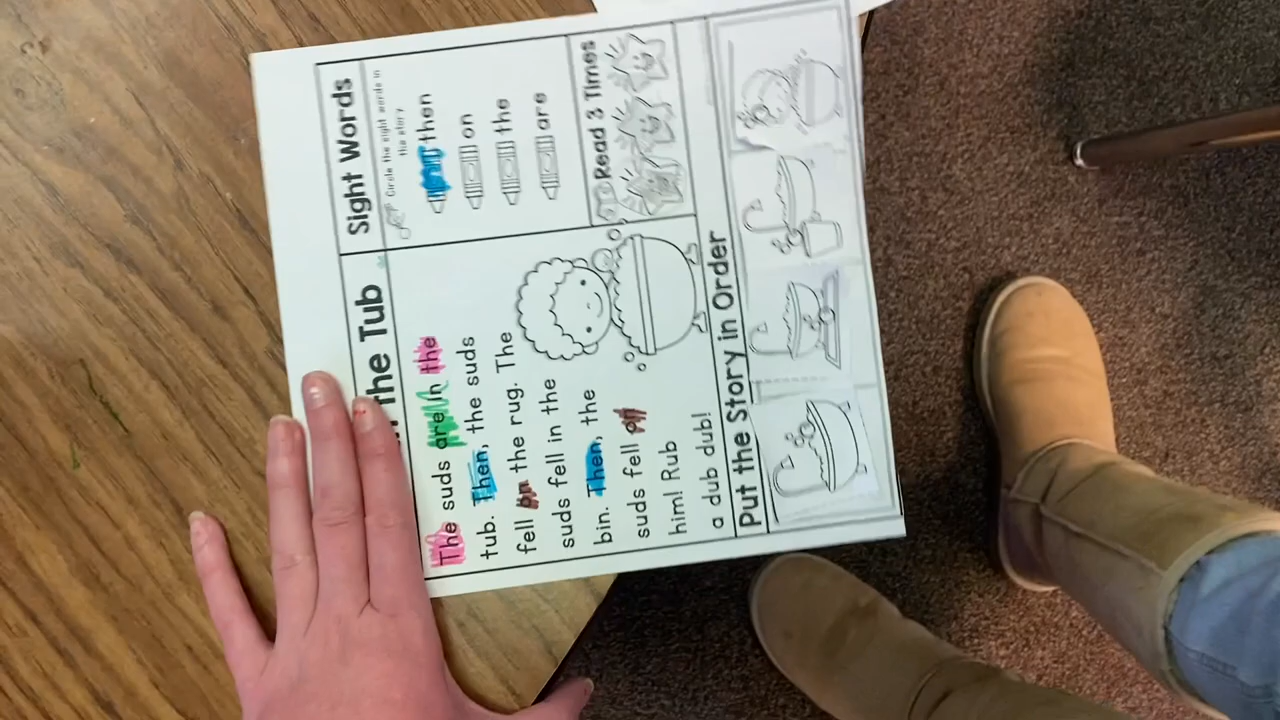 the Tub
The suds are in the
tub. Then, the suds
fell on the rug. The
suds fell in the
bin. Then, the
suds fell on
him! Rub
a dub dub!
Sight Words
Circle the sight words in
the story.
then
on
the
are
Read 3 Times
Put the Story in Order